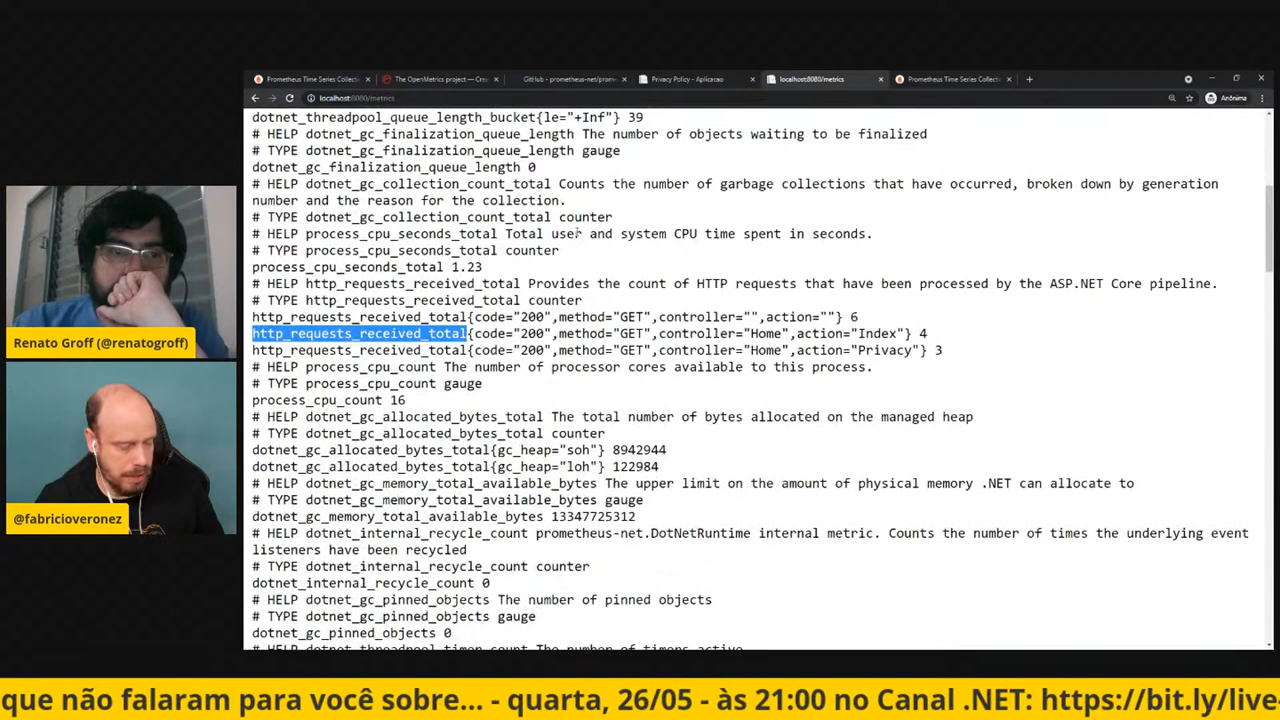 Prometheus Time Series Collecti
The OpenMetrics project — Cre
GitHub - prometheus-net/prom
Privacy Policy - Aplicacao
localhost:8080/metrics
Prometheus Time Series Collecti
localhost:8080/metrics
Anônima
dotnet_threadpool_queue_length_bucket{le="+Inf"} 39
# HELP dotnet_gc_finalization_queue_length The number of objects waiting to be finalized
# TYPE dotnet_gc_finalization_queue_length gauge
dotnet_gc_finalization_queue_length 0
# HELP dotnet_gc_collection_count_total Counts the number of garbage collections that have occurred, broken down by generation
number and the reason for the collection.
# TYPE dotnet_gc_collection_count_total counter
# HELP process_cpu_seconds_total Total user and system CPU time spent in seconds.
# TYPE process_cpu_seconds_total counter
process_cpu_seconds_total 1.23
# HELP http_requests_received_total Provides the count of HTTP requests that have been processed by the ASP.NET Core pipeline.
# TYPE http_requests_received_total counter
http_requests_received_total{code="200",method="GET",controller="",action=""} 6
http_requests_received_total{code="200",method="GET",controller="Home",action="Index"} 4
http_requests_received_total{code="200",method="GET",controller="Home",action="Privacy"} 3
# HELP process_cpu_count The number of processor cores available to this process.
# TYPE process_cpu_count gauge
process_cpu_count 16
# HELP dotnet_gc_allocated_bytes_total The total number of bytes allocated on the managed heap
# TYPE dotnet_gc_allocated_bytes_total counter
dotnet_gc_allocated_bytes_total{gc_heap="soh"} 8942944
dotnet_gc_allocated_bytes_total{gc_heap="loh"} 122984
# HELP dotnet_gc_memory_total_available_bytes The upper limit on the amount of physical memory .NET can allocate to
# TYPE dotnet_gc_memory_total_available_bytes gauge
dotnet_gc_memory_total_available_bytes 13347725312
# HELP dotnet_internal_recycle_count prometheus-net.DotNetRuntime internal metric. Counts the number of times the underlying event
listeners have been recycled
# TYPE dotnet_internal_recycle_count counter
dotnet_internal_recycle_count 0
# HELP dotnet_gc_pinned_objects The number of pinned objects
# TYPE dotnet_gc_pinned_objects gauge
dotnet_gc_pinned_objects 0
# HELP dotnet_threadpool_timer_count The number of timers active
Renato Groff (@renatogroff)
@fabricioveronez
que não falaram para você sobre... - quarta, 26/05 - às 21:00 no Canal .NET: https://bit.ly/live